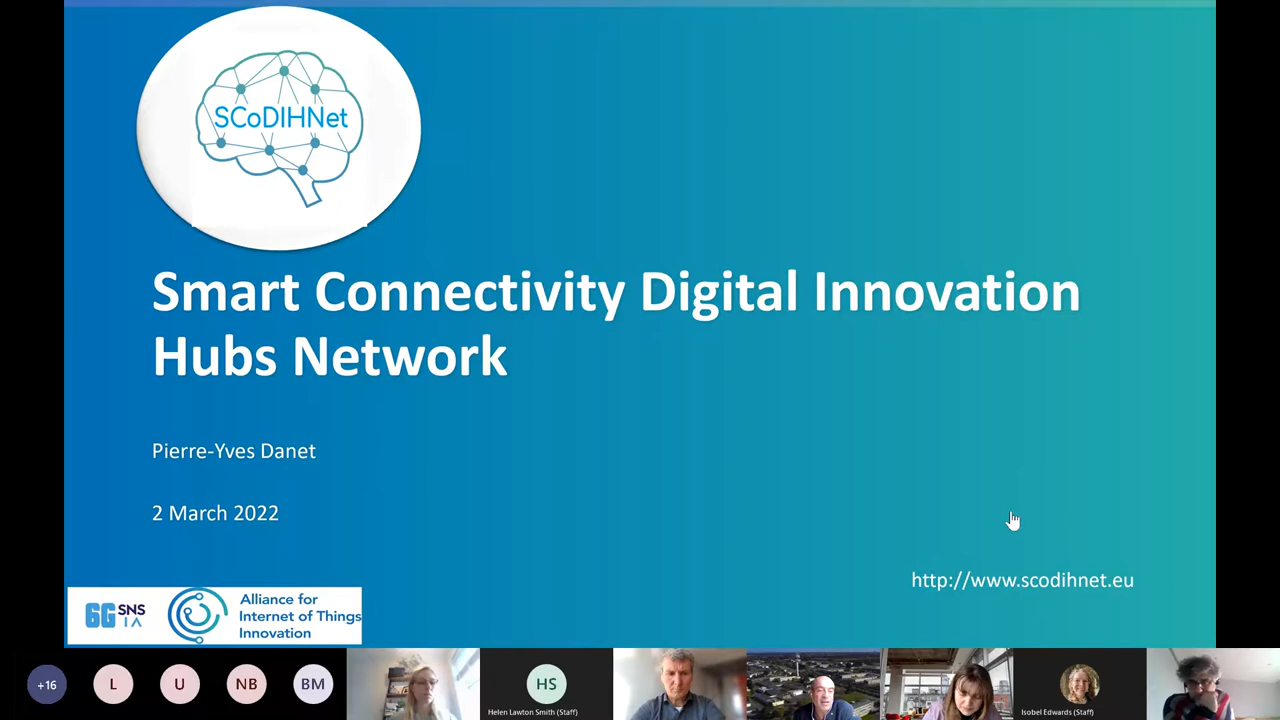 SCoDIHNet
Smart Connectivity Digital Innovation
Hubs Network
Pierre-Yves Danet
2 March 2022
http://www.scodihnet.eu
6G SNS
IA
Alliance for
Internet of Things
Innovation
+16
L
U
NB
BM
HS
Helen Lawton Smith (Staff)
Isobel Edwards (Staff)